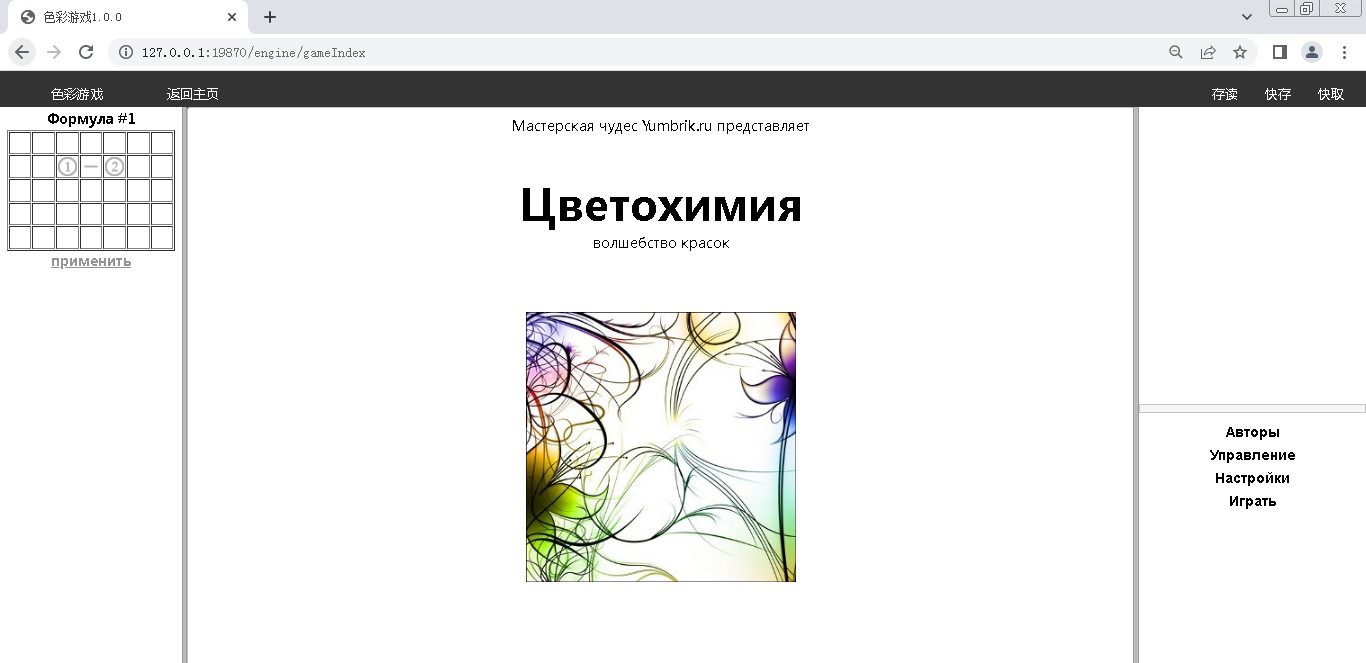 色彩游戏1.0.0
127.0.0.1:19870/engine/gameIndex
色彩游戏 返回主页 存读 快存 快取
Формула #1
1 — 2
применить
Мастерская чудес Yumbrik.ru представляет
Цветохимия
волшебство красок
Авторы
Управление
Настройки
Играть